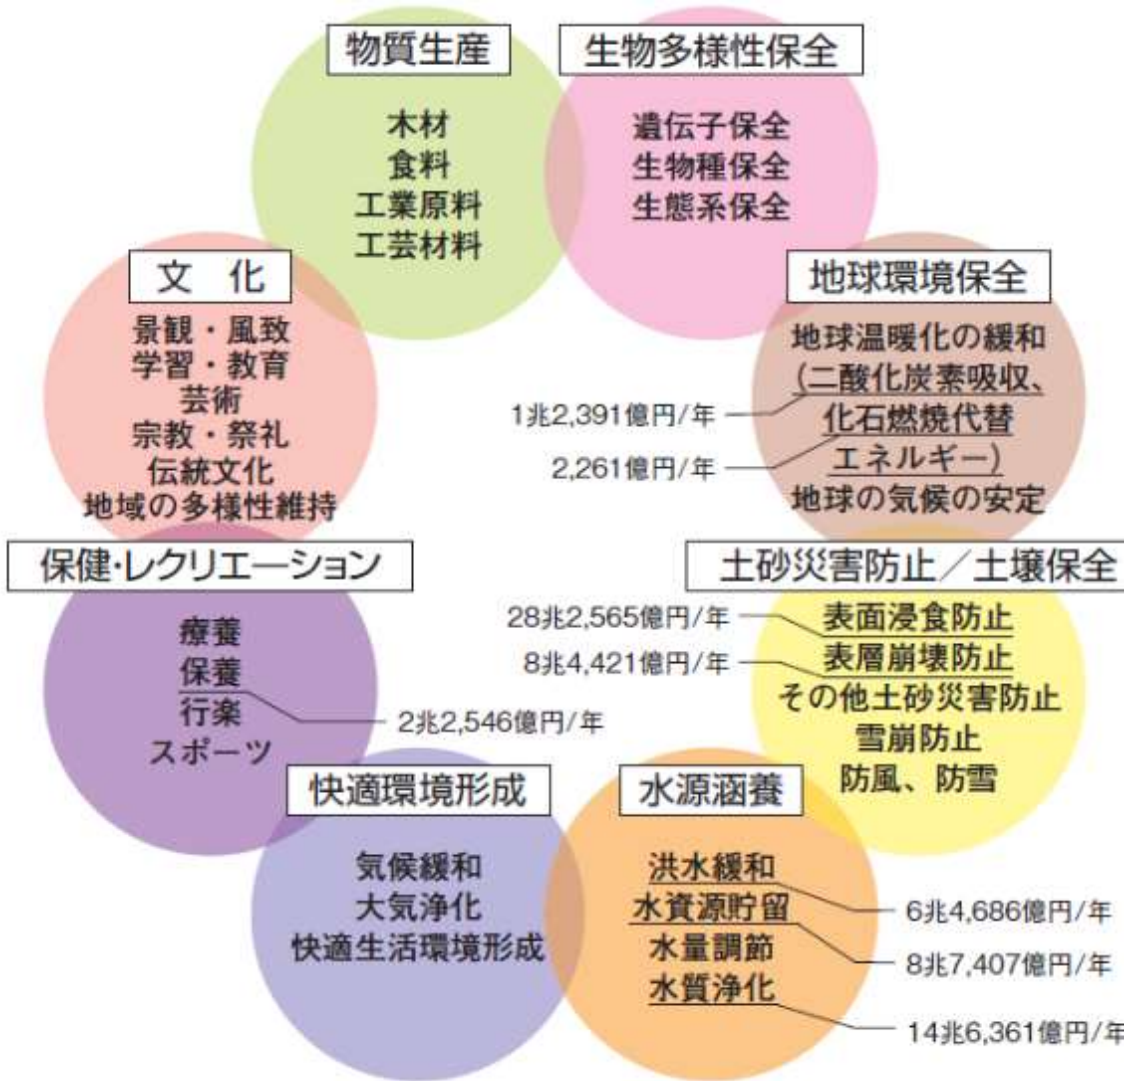 物質生産
木材
食料
工業原料
工芸材料
生物多様性保全
遺伝子保全
生物種保全
生態系保全
地球環境保全
地球温暖化の緩和
(二酸化炭素吸収、
化石燃焼代替
エネルギー)
地球の気候の安定
1兆2,391億円/年
2,261億円/年
土砂災害防止／土壌保全
表面浸食防止
表層崩壊防止
その他土砂災害防止
雪崩防止
防風、防雪
28兆2,565億円/年
8兆4,421億円/年
水源涵養
洪水緩和
水資源貯留
水量調節
水質浄化
6兆4,686億円/年
8兆7,407億円/年
14兆6,361億円/年
快適環境形成
気候緩和
大気浄化
快適生活環境形成
保健・レクリエーション
療養
保養
行楽
スポーツ
2兆2,546億円/年
文　化
景観・風致
学習・教育
芸術
宗教・祭礼
伝統文化
地域の多様性維持